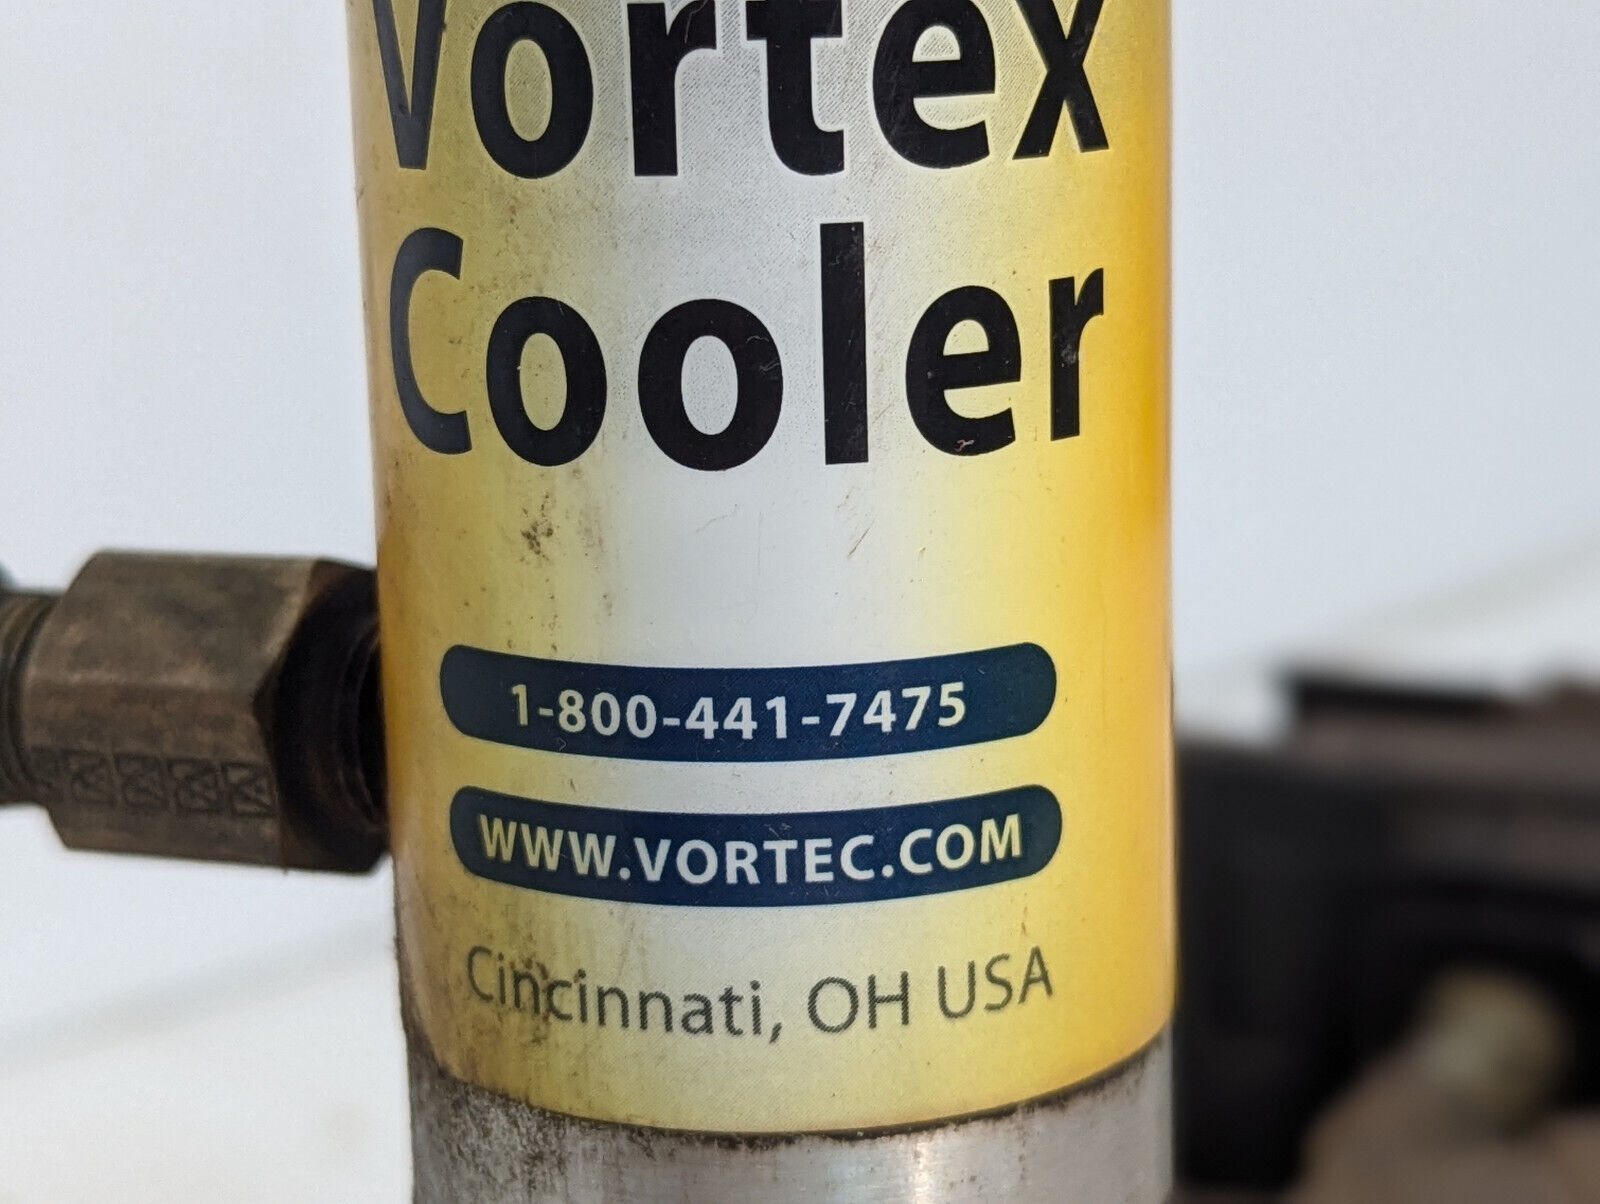 Vortex
Cooler
1-800-441-7475
WWW.VORTEC.COM
Cincinnati, OH USA